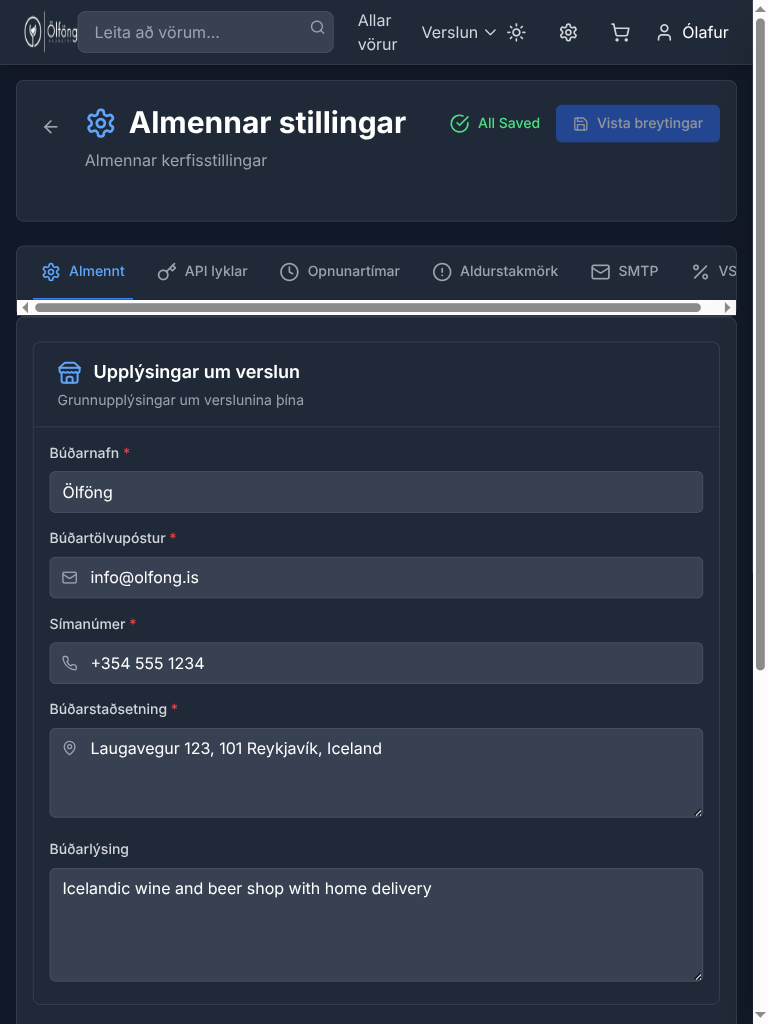 Ölföng
Leita að vörum...
Allar
vörur
Verslun
Ólafur
Almennar stillingar
All Saved
Vista breytingar
Almennar kerfisstillingar
Almennt
API lyklar
Opnunartímar
Aldurstakmörk
SMTP
VS
Upplýsingar um verslun
Grunnupplýsingar um verslunina þína
Búðarnafn *
Ölföng
Búðartölvupóstur *
info@olfong.is
Símanúmer *
+354 555 1234
Búðarstaðsetning *
Laugavegur 123, 101 Reykjavík, Iceland
Búðarlýsing
Icelandic wine and beer shop with home delivery